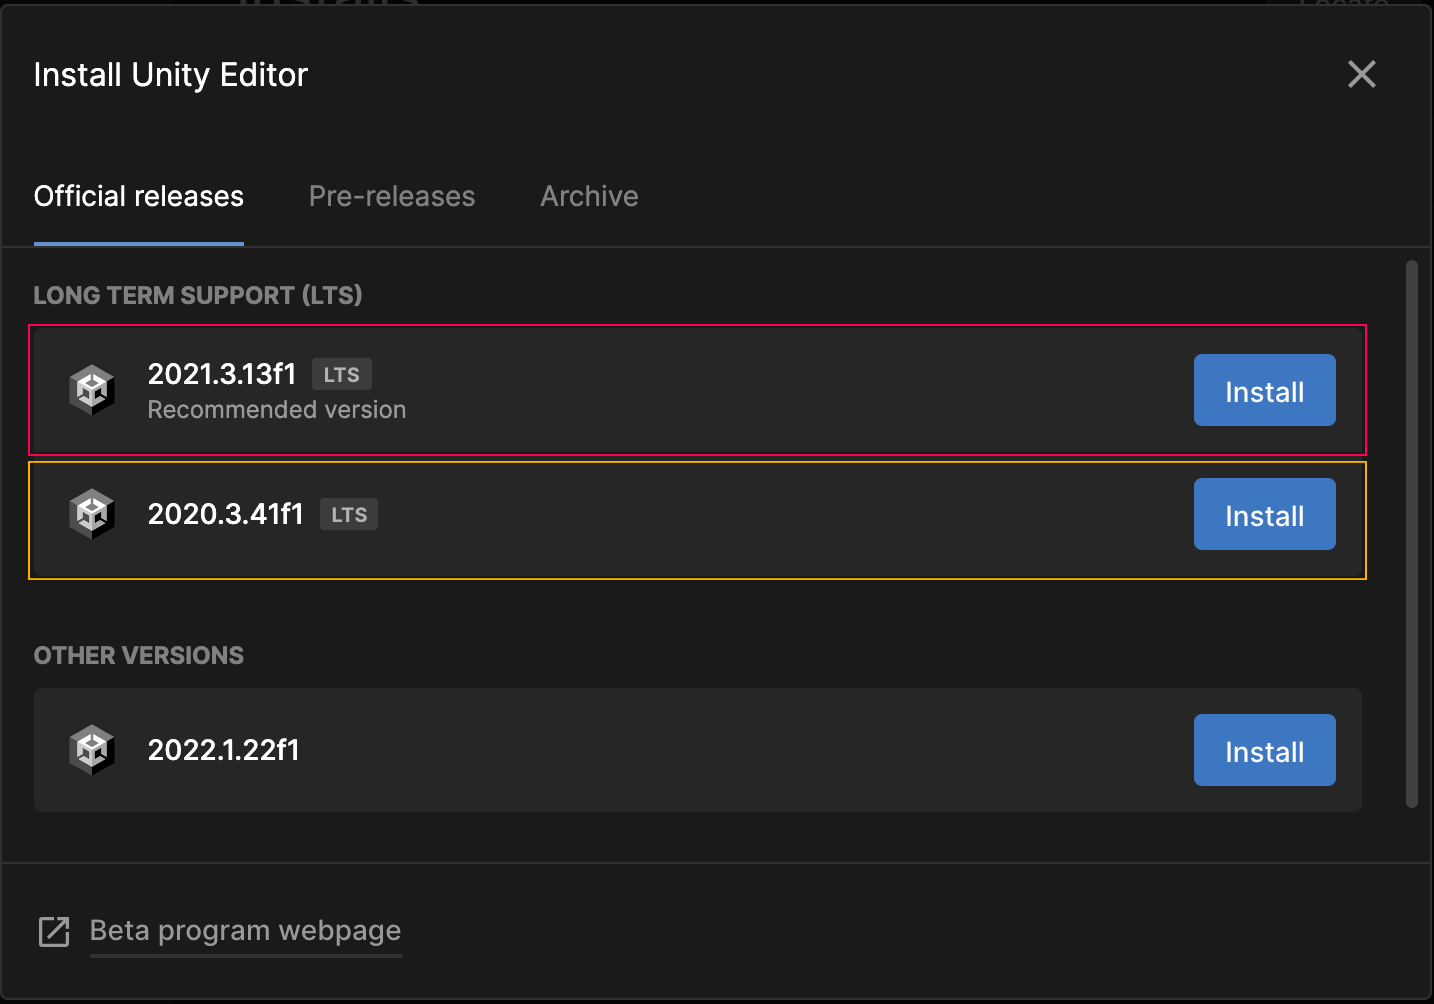 Install Unity Editor
Official releases
Pre-releases
Archive
LONG TERM SUPPORT (LTS)
2021.3.13f1 LTS
Recommended version
Install
2020.3.41f1 LTS
Install
OTHER VERSIONS
2022.1.22f1
Install
Beta program webpage